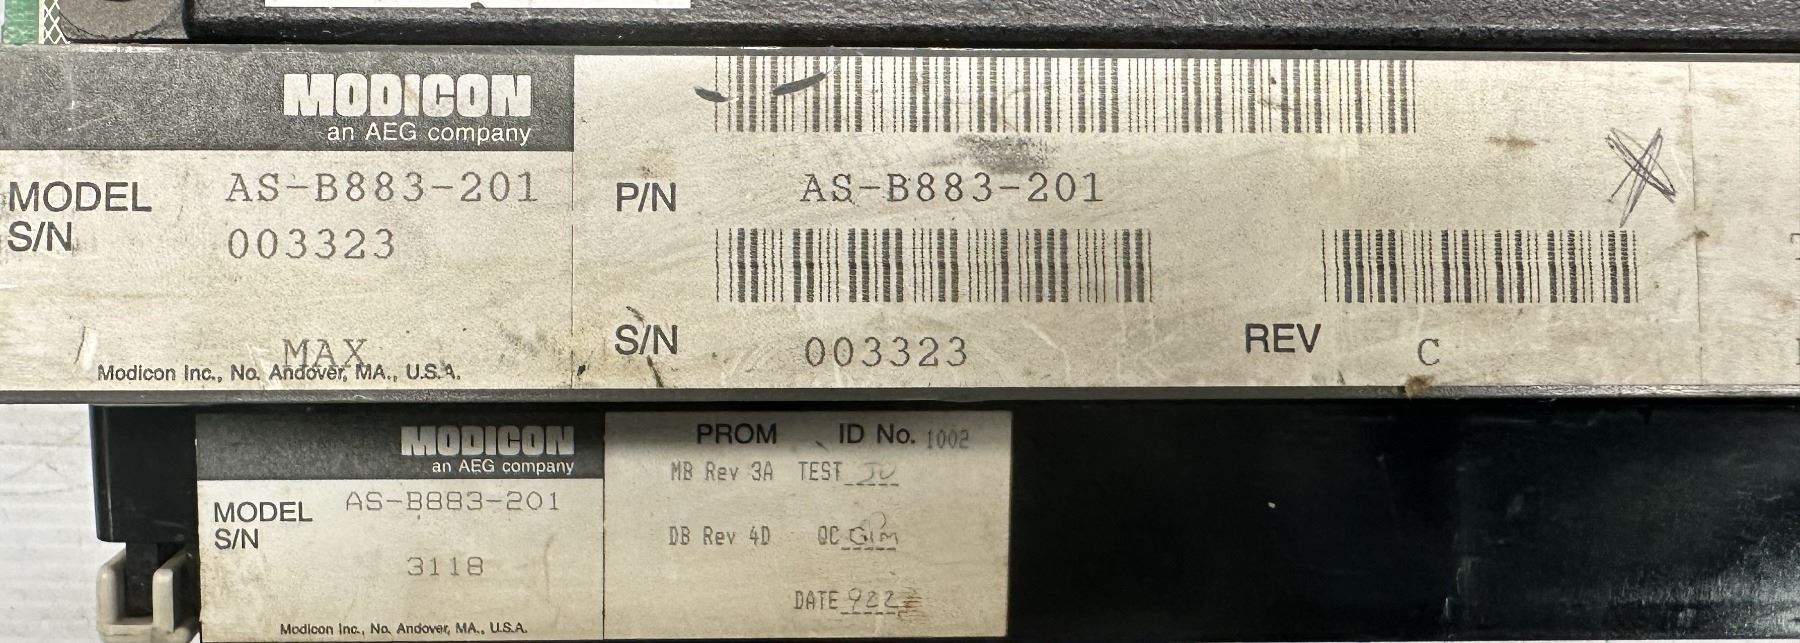 MODICON
an AEG company
MODEL AS-B883-201
S/N 003323
MAX
Modicon Inc., No. Andover, MA., U.S.A.
P/N AS-B883-201
S/N 003323 REV C
MODICON
an AEG company
MODEL AS-B883-201
S/N
3118
Modicon Inc., No. Andover, MA., U.S.A.
PROM ID No. 1002
MB Rev 3A TEST
DB Rev 4D QC
DATE 922